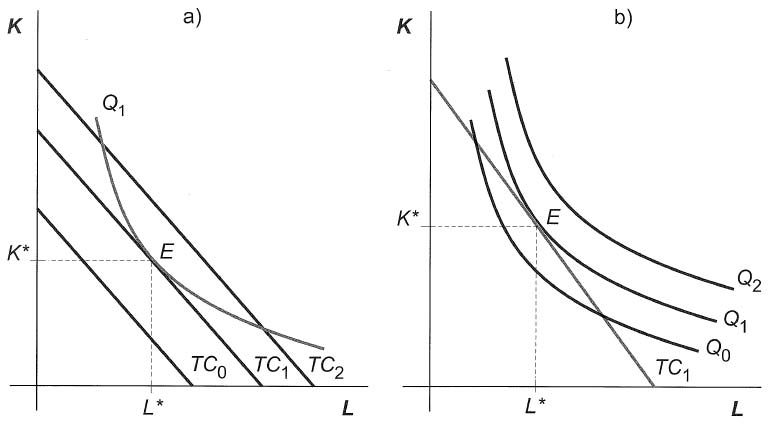 a)
K
Q1
E
K*
TC0
TC1
TC2
L*
L
b)
K
E
K*
Q2
Q1
Q0
TC1
L*
L